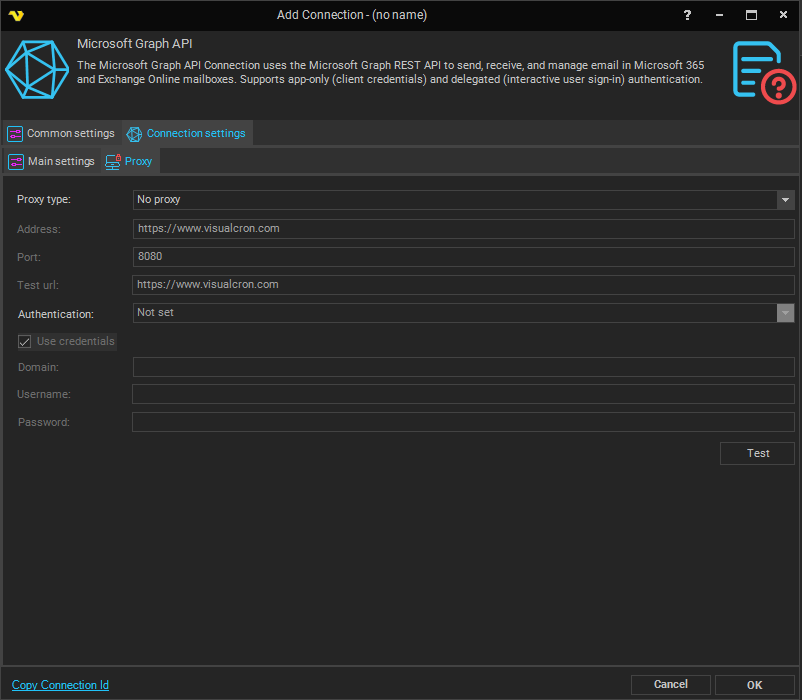 Add Connection - (no name)
?
Microsoft Graph API
The Microsoft Graph API Connection uses the Microsoft Graph REST API to send, receive, and manage email in Microsoft 365
and Exchange Online mailboxes. Supports app-only (client credentials) and delegated (interactive user sign-in) authentication.
Common settings Connection settings
Main settings Proxy
Proxy type: No proxy
Address: https://www.visualcron.com
Port: 8080
Test url: https://www.visualcron.com
Authentication: Not set
Use credentials
Domain:
Username:
Password:
Test
Copy Connection Id Cancel OK